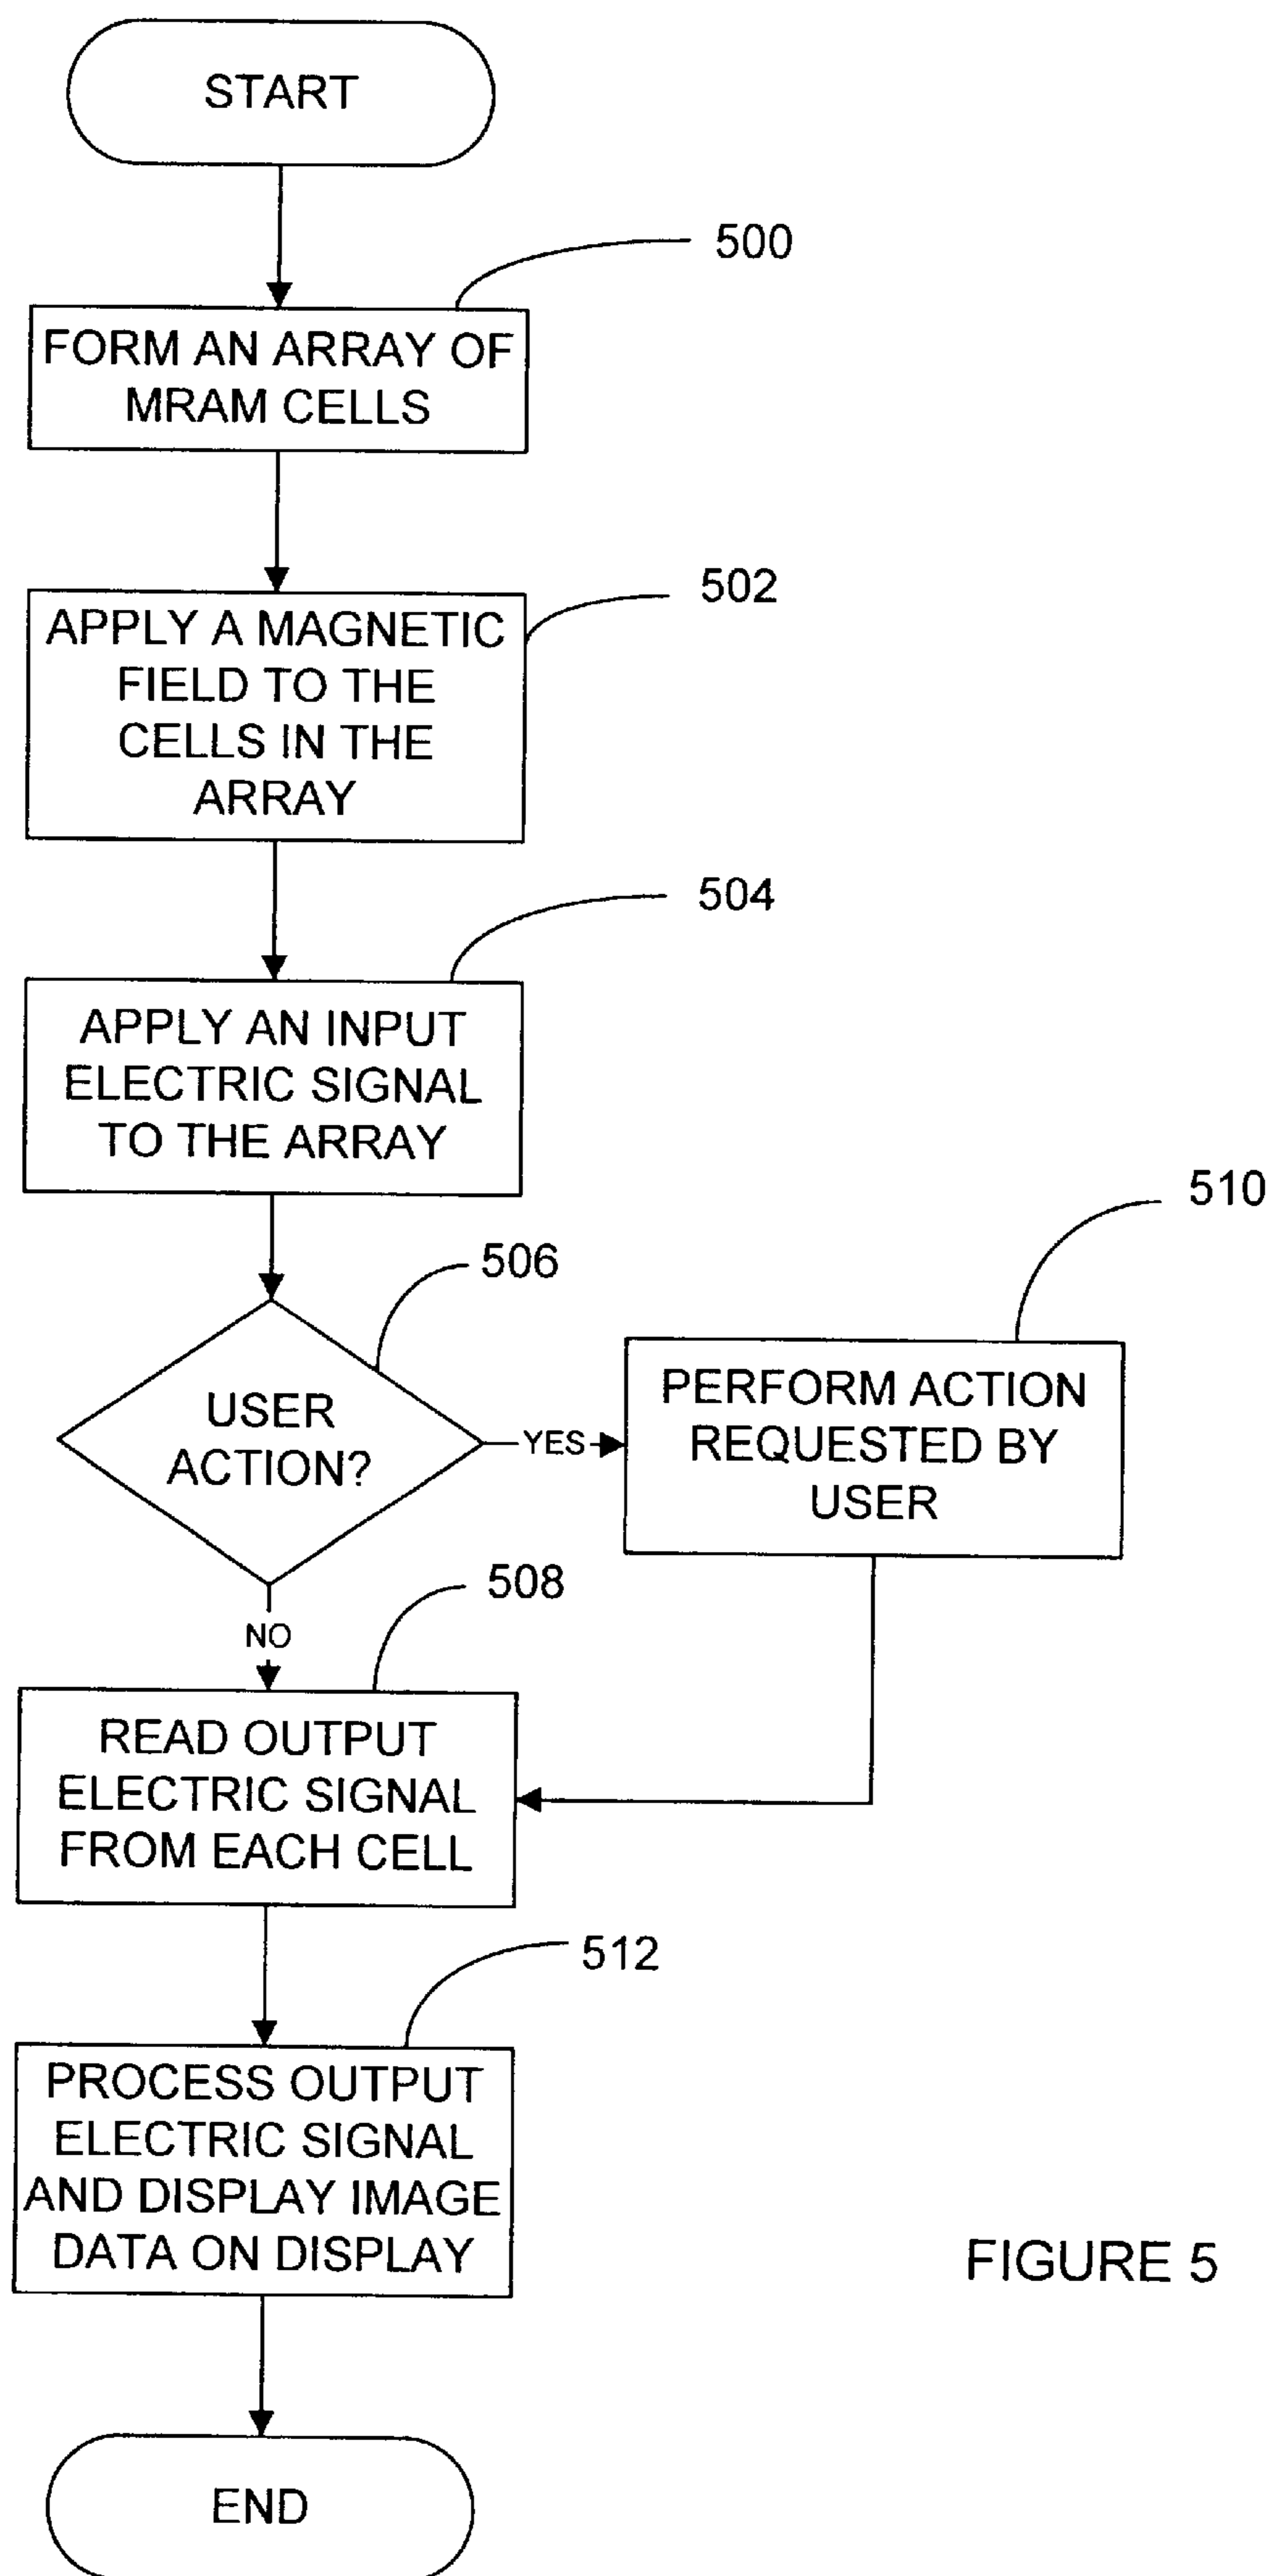 START
500
FORM AN ARRAY OF
MRAM CELLS
502
APPLY A MAGNETIC
FIELD TO THE
CELLS IN THE
ARRAY
504
APPLY AN INPUT
ELECTRIC SIGNAL
TO THE ARRAY
506
USER
ACTION?
YES
510
PERFORM ACTION
REQUESTED BY
USER
NO
508
READ OUTPUT
ELECTRIC SIGNAL
FROM EACH CELL
512
PROCESS OUTPUT
ELECTRIC SIGNAL
AND DISPLAY IMAGE
DATA ON DISPLAY
FIGURE 5
END